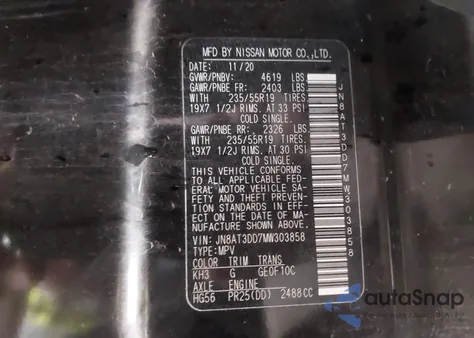 MFD BY NISSAN MOTOR CO.,LTD.
DATE: 11/20
GVWR/PNBV: 4619 LBS
GAWR/PNBE FR: 2403 LBS
WITH 235/55R19 TIRES.
19X7 1/2J RIMS. AT 33 PSI
COLD SINGLE.
GAWR/PNBE RR: 2326 LBS
WITH 235/55R19 TIRES.
19X7 1/2J RIMS. AT 30 PSI
COLD SINGLE.
THIS VEHICLE CONFORMS
TO ALL APPLICABLE FED-
ERAL MOTOR VEHICLE SA-
FETY AND THEFT PREVEN-
TION STANDARDS IN EFF-
ECT ON THE DATE OF MA-
NUFACTURE SHOWN ABOVE.
VIN: JN8AT3DD7MW303858
TYPE: MPV
COLOR TRIM TRANS
KH3 G GE0F10C
AXLE ENGINE
HG56 PR25(DD) 2488CC
JN8AT3DD7MW303858
autoSnap